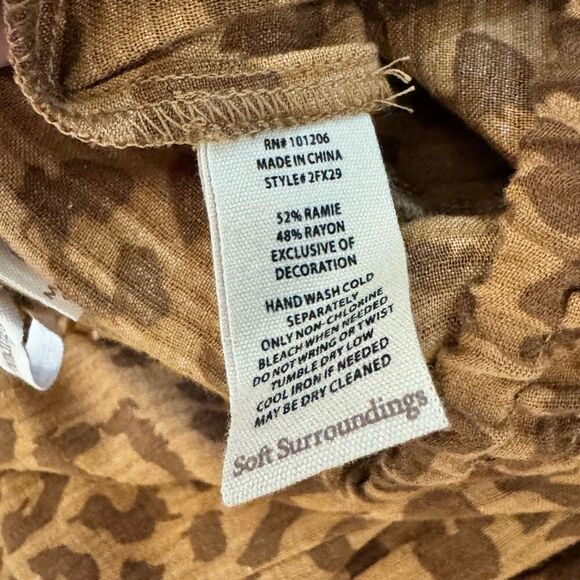 RN# 101206
MADE IN CHINA
STYLE# 2FX29
52% RAMIE
48% RAYON
EXCLUSIVE OF
DECORATION
HAND WASH COLD
SEPARATELY
ONLY NON-CHLORINE
BLEACH WHEN NEEDED
DO NOT WRING OR TWIST
TUMBLE DRY LOW
COOL IRON IF NEEDED
MAY BE DRY CLEANED
Soft Surroundings